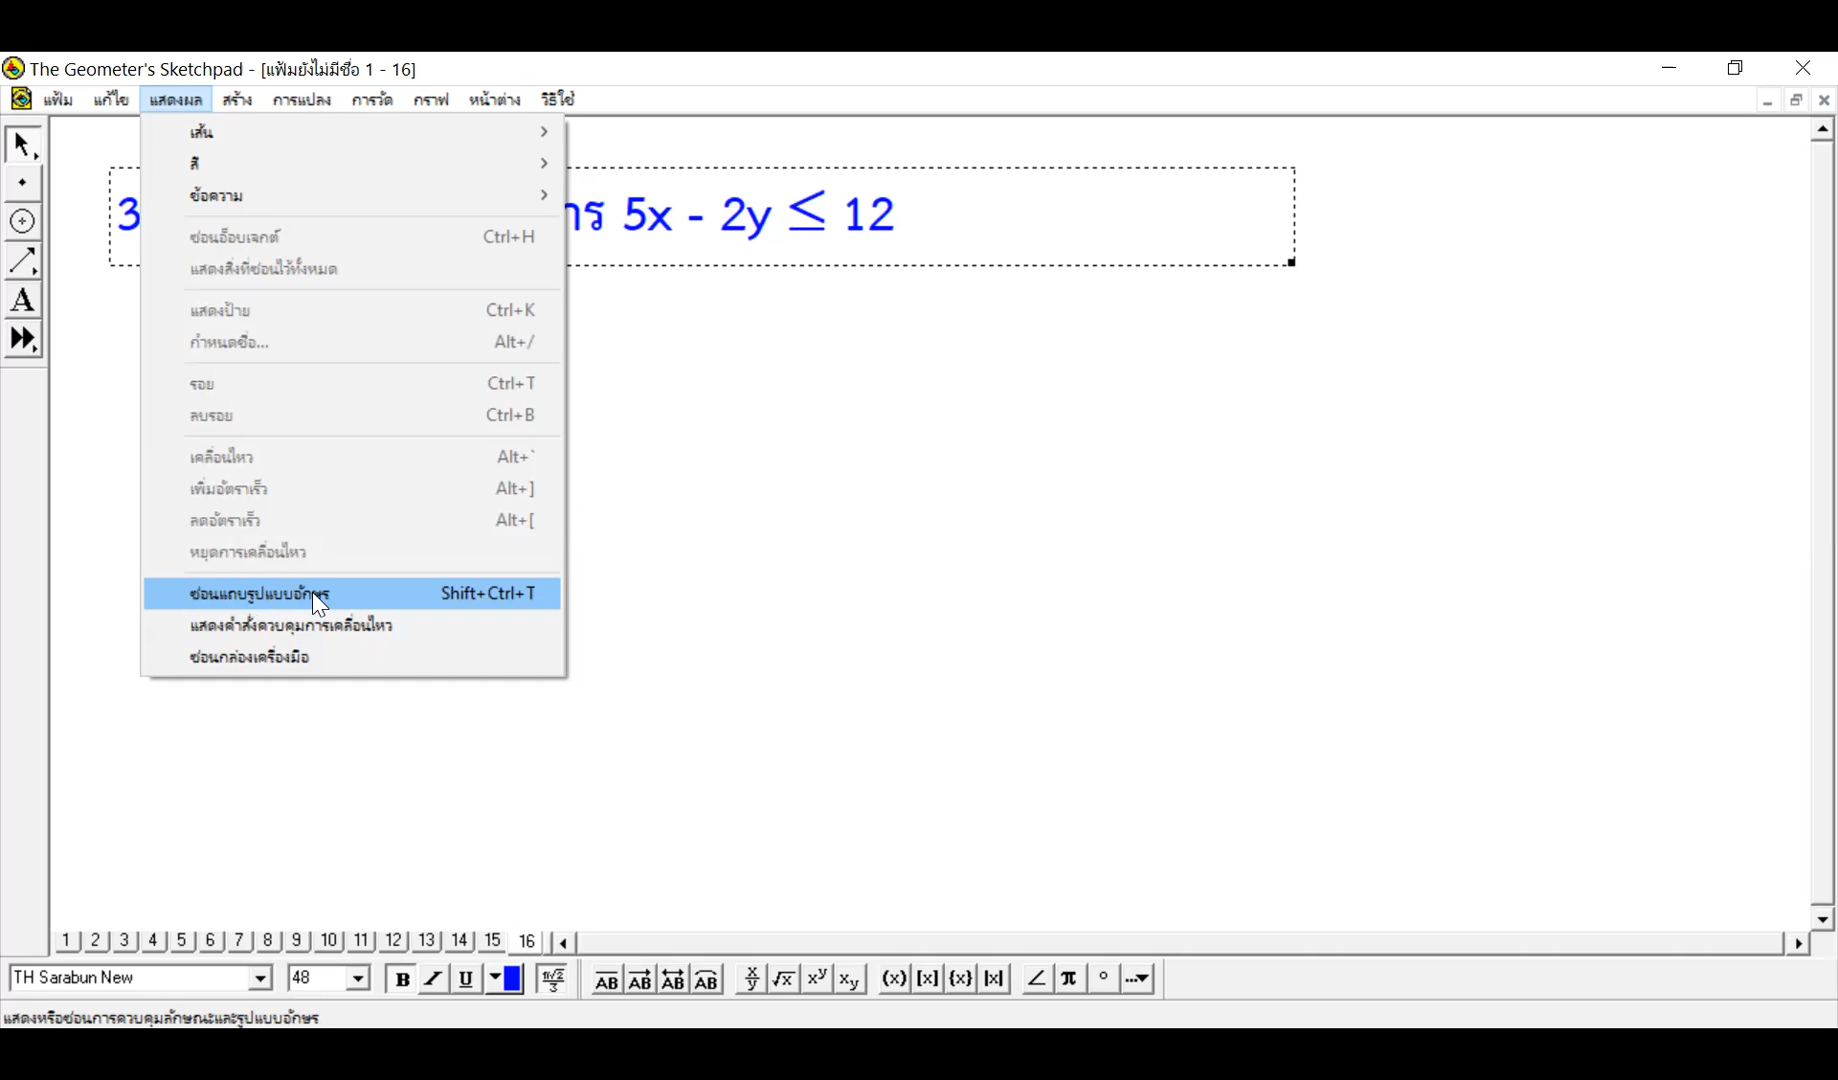 The Geometer's Sketchpad - [แฟ้มยังไม่มีชื่อ 1 - 16]
แฟ้ม แก้ไข แสดงผล สร้าง การแปลง การวัด กราฟ หน้าต่าง วิธีใช้
เส้น
สี
ข้อความ
ซ่อนอ็อบเจกต์ Ctrl+H
แสดงสิ่งที่ซ่อนไว้ทั้งหมด
แสดงป้าย Ctrl+K
กำหนดชื่อ... Alt+/
รอย Ctrl+T
ลบรอย Ctrl+B
เคลื่อนไหว Alt+`
เพิ่มอัตราเร็ว Alt+]
ลดอัตราเร็ว Alt+[
หยุดการเคลื่อนไหว
ซ่อนแถบรูปแบบอักษร Shift+Ctrl+T
แสดงคำสั่งควบคุมการเคลื่อนไหว
ซ่อนกล่องเครื่องมือ
3 าร 5x - 2y ≤ 12
A
1 2 3 4 5 6 7 8 9 10 11 12 13 14 15 16
TH Sarabun New 48 B I U AB AB AB AB x/y √x xʸ xy (x) [x] {x} |x| ∠ π °
แสดงหรือซ่อนการควบคุมลักษณะและรูปแบบอักษร